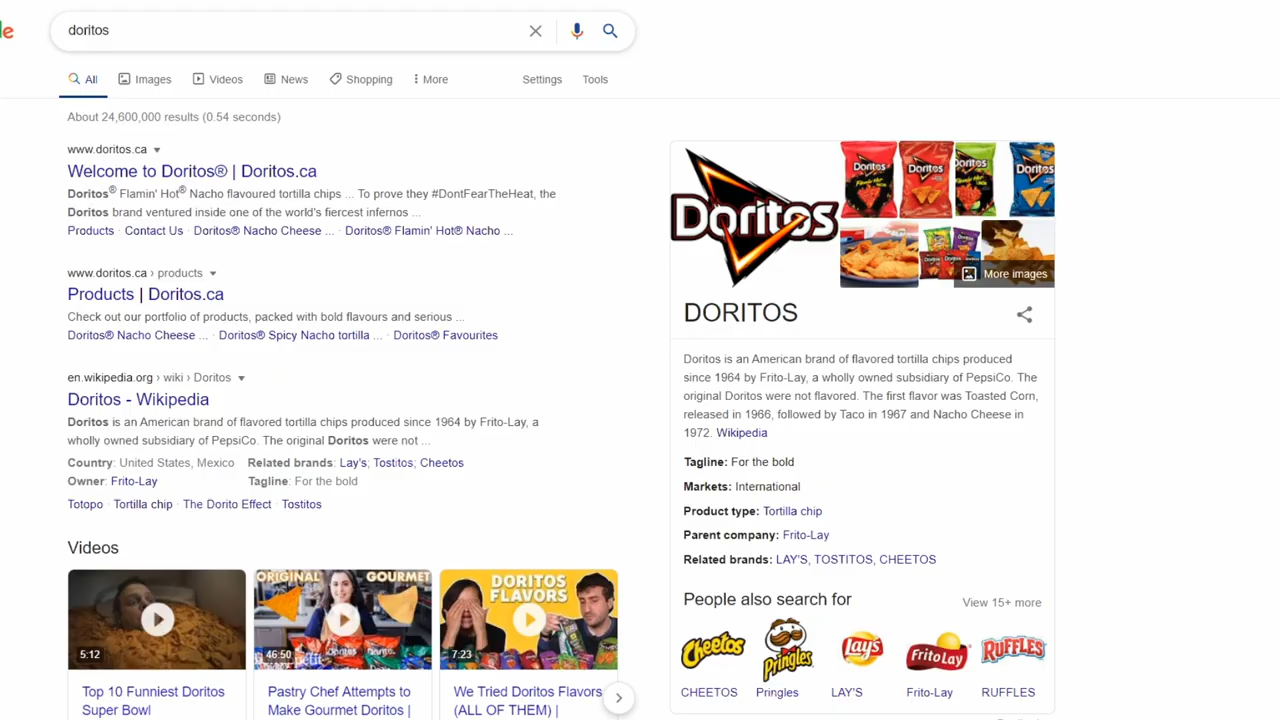 le
doritos
All
Images
Videos
News
Shopping
More
Settings
Tools
About 24,600,000 results (0.54 seconds)
www.doritos.ca
Welcome to Doritos® | Doritos.ca
Doritos® Flamin' Hot® Nacho flavoured tortilla chips ... To prove they #DontFearTheHeat, the
Doritos brand ventured inside one of the world's fiercest infernos ...
Products · Contact Us · Doritos® Nacho Cheese ... · Doritos® Flamin' Hot® Nacho ...
www.doritos.ca › products
Products | Doritos.ca
Check out our portfolio of products, packed with bold flavours and serious ...
Doritos® Nacho Cheese ... · Doritos® Spicy Nacho tortilla ... · Doritos® Favourites
en.wikipedia.org › wiki › Doritos
Doritos - Wikipedia
Doritos is an American brand of flavored tortilla chips produced since 1964 by Frito-Lay, a
wholly owned subsidiary of PepsiCo. The original Doritos were not ...
Country: United States, Mexico Related brands: Lay's; Tostitos; Cheetos
Owner: Frito-Lay Tagline: For the bold
Totopo · Tortilla chip · The Dorito Effect · Tostitos
Videos
5:12
ORIGINAL GOURMET
46:50
DORITOS
FLAVORS
7:23
Top 10 Funniest Doritos
Super Bowl
Pastry Chef Attempts to
Make Gourmet Doritos |
We Tried Doritos Flavors
(ALL OF THEM) |
Doritos
Doritos
Doritos
Doritos
Doritos
More images
DORITOS
Doritos is an American brand of flavored tortilla chips produced
since 1964 by Frito-Lay, a wholly owned subsidiary of PepsiCo. The
original Doritos were not flavored. The first flavor was Toasted Corn,
released in 1966, followed by Taco in 1967 and Nacho Cheese in
1972. Wikipedia
Tagline: For the bold
Markets: International
Product type: Tortilla chip
Parent company: Frito-Lay
Related brands: LAY'S, TOSTITOS, CHEETOS
People also search for
View 15+ more
Cheetos
Pringles
Lay's
Frito Lay
RUFFLES
CHEETOS
Pringles
LAY'S
Frito-Lay
RUFFLES